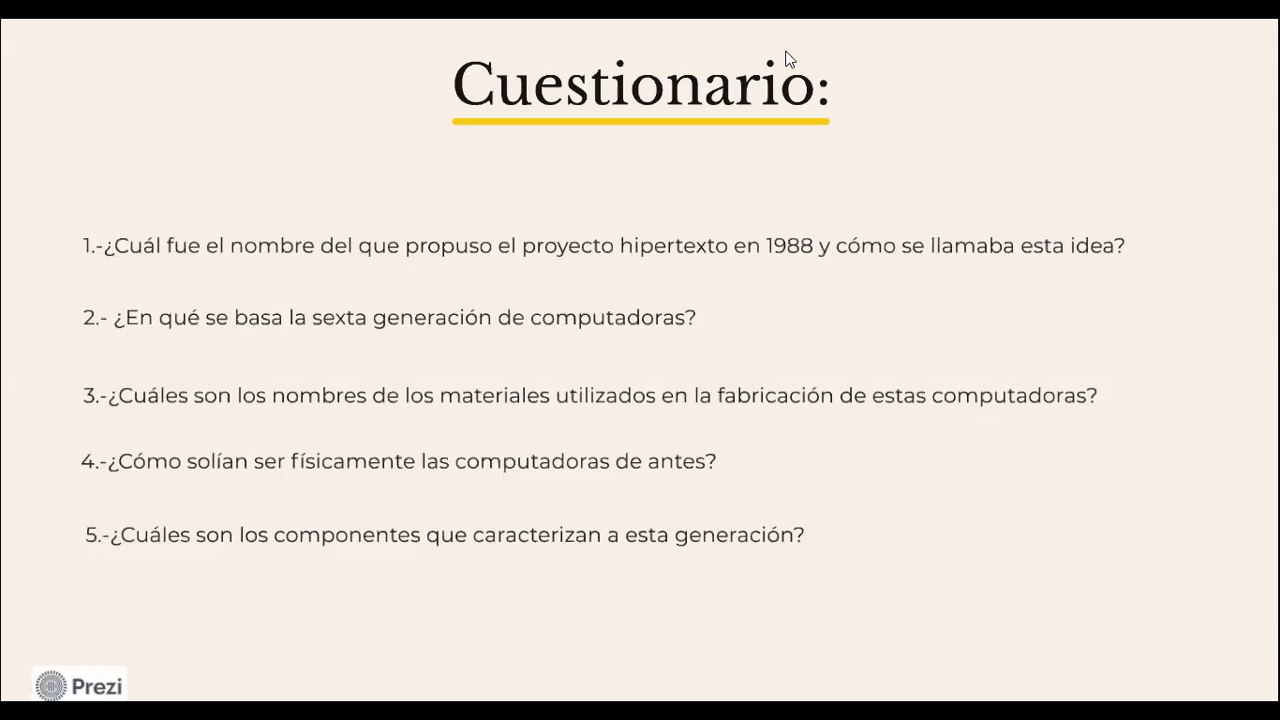 Cuestionario:
1.-¿Cuál fue el nombre del que propuso el proyecto hipertexto en 1988 y cómo se llamaba esta idea?
2.- ¿En qué se basa la sexta generación de computadoras?
3.-¿Cuáles son los nombres de los materiales utilizados en la fabricación de estas computadoras?
4.-¿Cómo solían ser físicamente las computadoras de antes?
5.-¿Cuáles son los componentes que caracterizan a esta generación?
Prezi